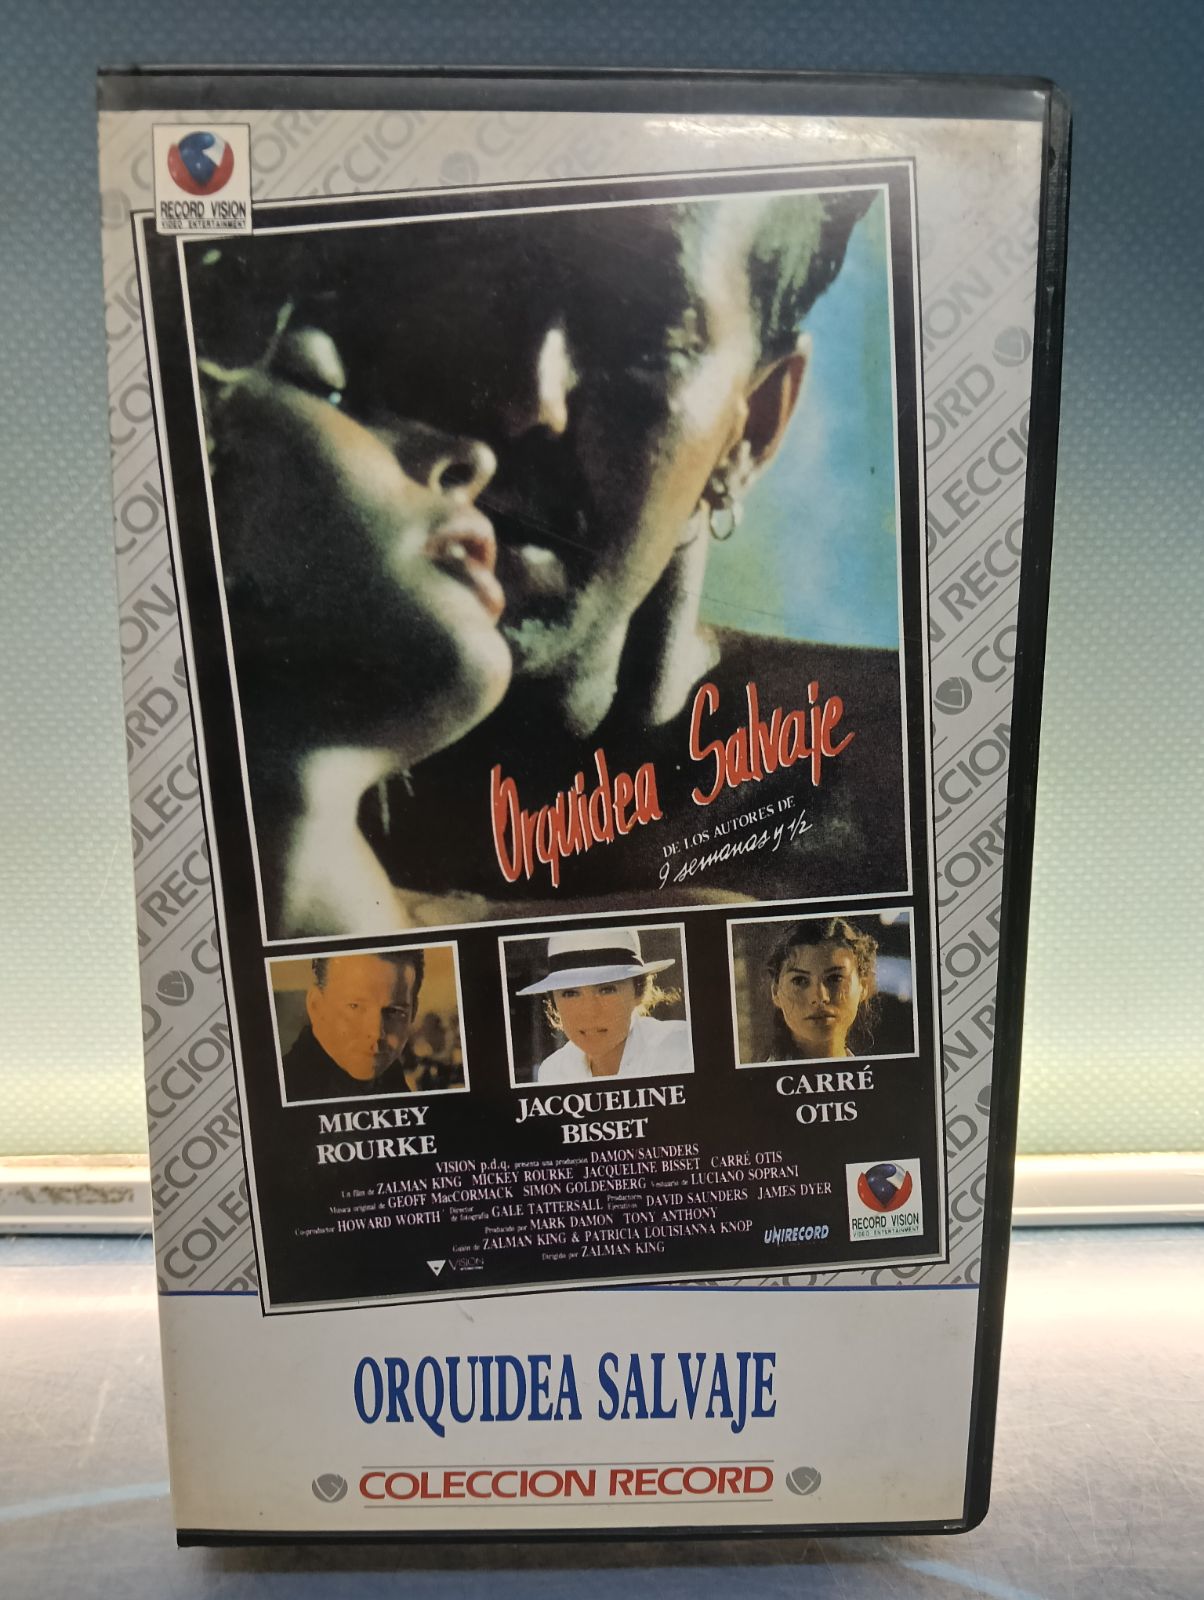 RECORD VISION
VIDEO ENTERTAINMENT
Orquidea Salvaje
DE LOS AUTORES DE
9 semanas y 1/2
MICKEY
ROURKE
JACQUELINE
BISSET
CARRÉ
OTIS
VISION p.d.q. presenta una producción DAMON/SAUNDERS
Un film de ZALMAN KING MICKEY ROURKE JACQUELINE BISSET CARRÉ OTIS
Musica original de GEOFF MacCORMACK SIMON GOLDENBERG Vestuario de LUCIANO SOPRANI
Co-productor HOWARD WORTH Director de fotografía GALE TATTERSALL Productores Ejecutivos DAVID SAUNDERS JAMES DYER
Producido por MARK DAMON TONY ANTHONY
Guión de ZALMAN KING & PATRICIA LOUISIANNA KNOP
Dirigida por ZALMAN KING
VISION
UNIRECORD
RECORD VISION
VIDEO ENTERTAINMENT
ORQUIDEA SALVAJE
COLECCION RECORD